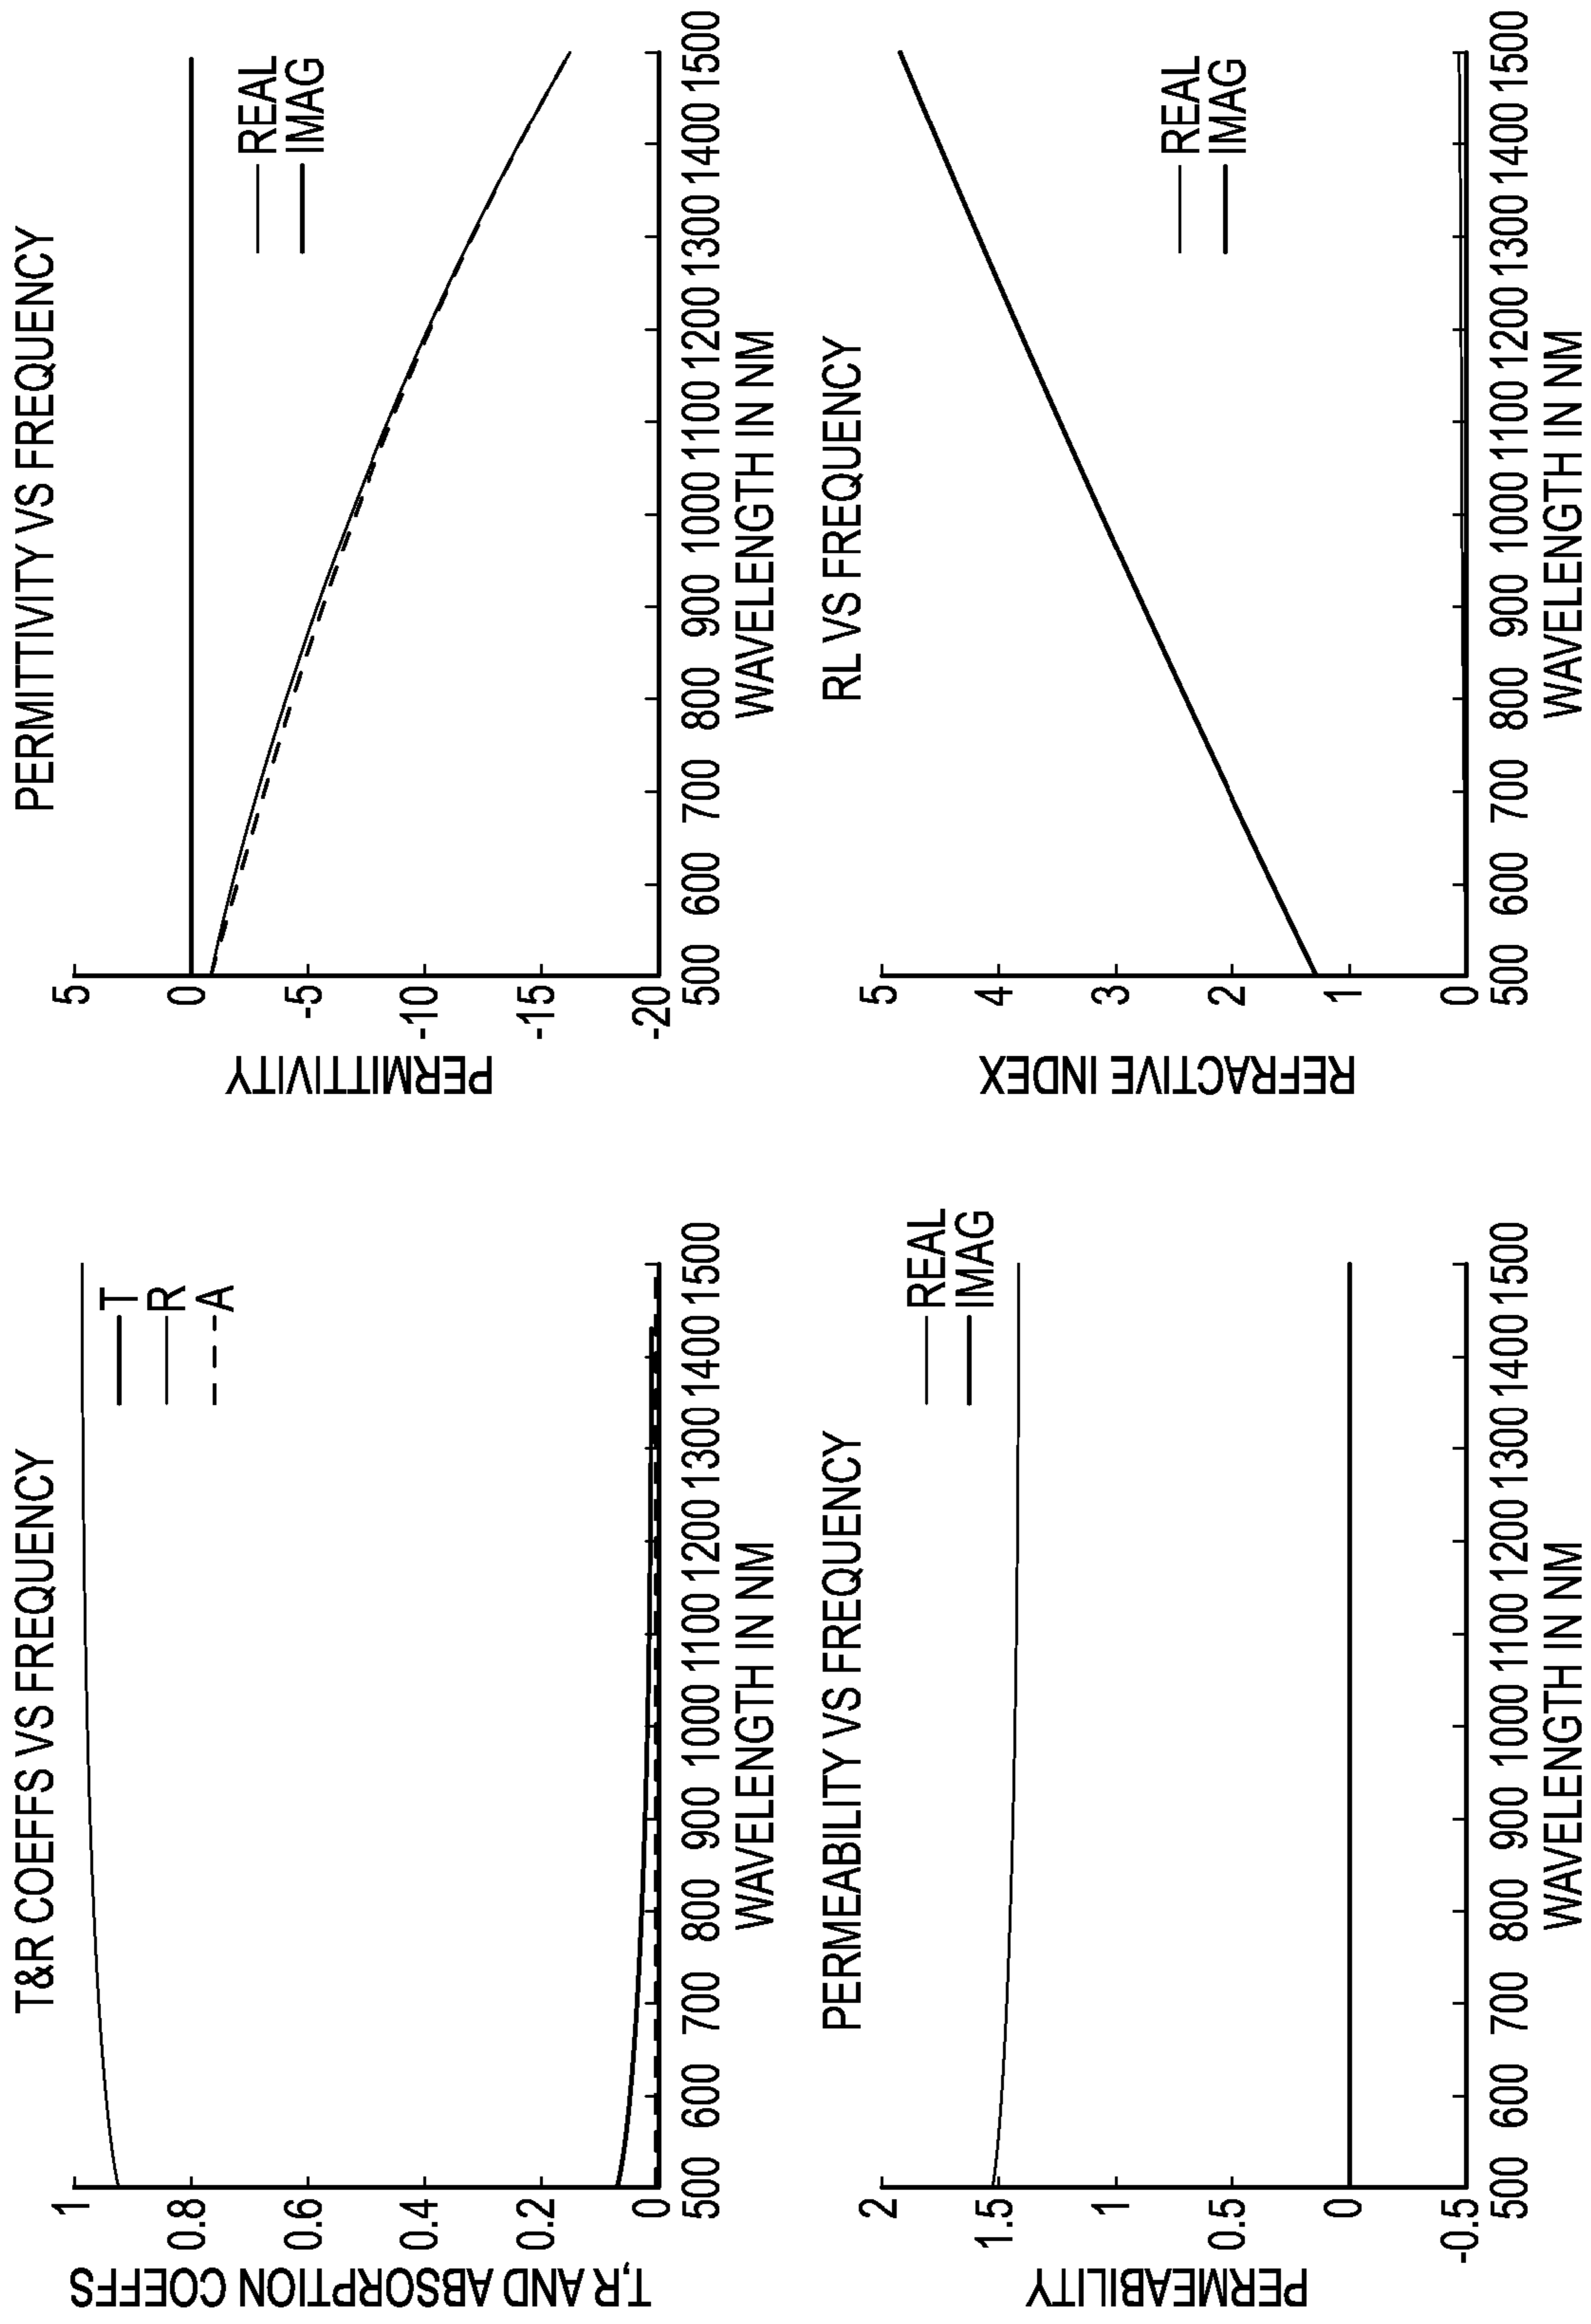 T&R COEFFS VS FREQUENCY
T,R AND ABSORPTION COEFFS
1
0.8
0.6
0.4
0.2
0
T
R
A
500 600 700 800 900 1000 1100 1200 1300 1400 1500
WAVELENGTH IN NM
PERMITTIVITY VS FREQUENCY
PERMITTIVITY
5
0
-5
-10
-15
-20
REAL
IMAG
500 600 700 800 900 1000 1100 1200 1300 1400 1500
WAVELENGTH IN NM
PERMEABILITY VS FREQUENCY
PERMEABILITY
2
1.5
1
0.5
0
-0.5
REAL
IMAG
500 600 700 800 900 1000 1100 1200 1300 1400 1500
WAVELENGTH IN NM
RL VS FREQUENCY
REFRACTIVE INDEX
5
4
3
2
1
0
REAL
IMAG
500 600 700 800 900 1000 1100 1200 1300 1400 1500
WAVELENGTH IN NM